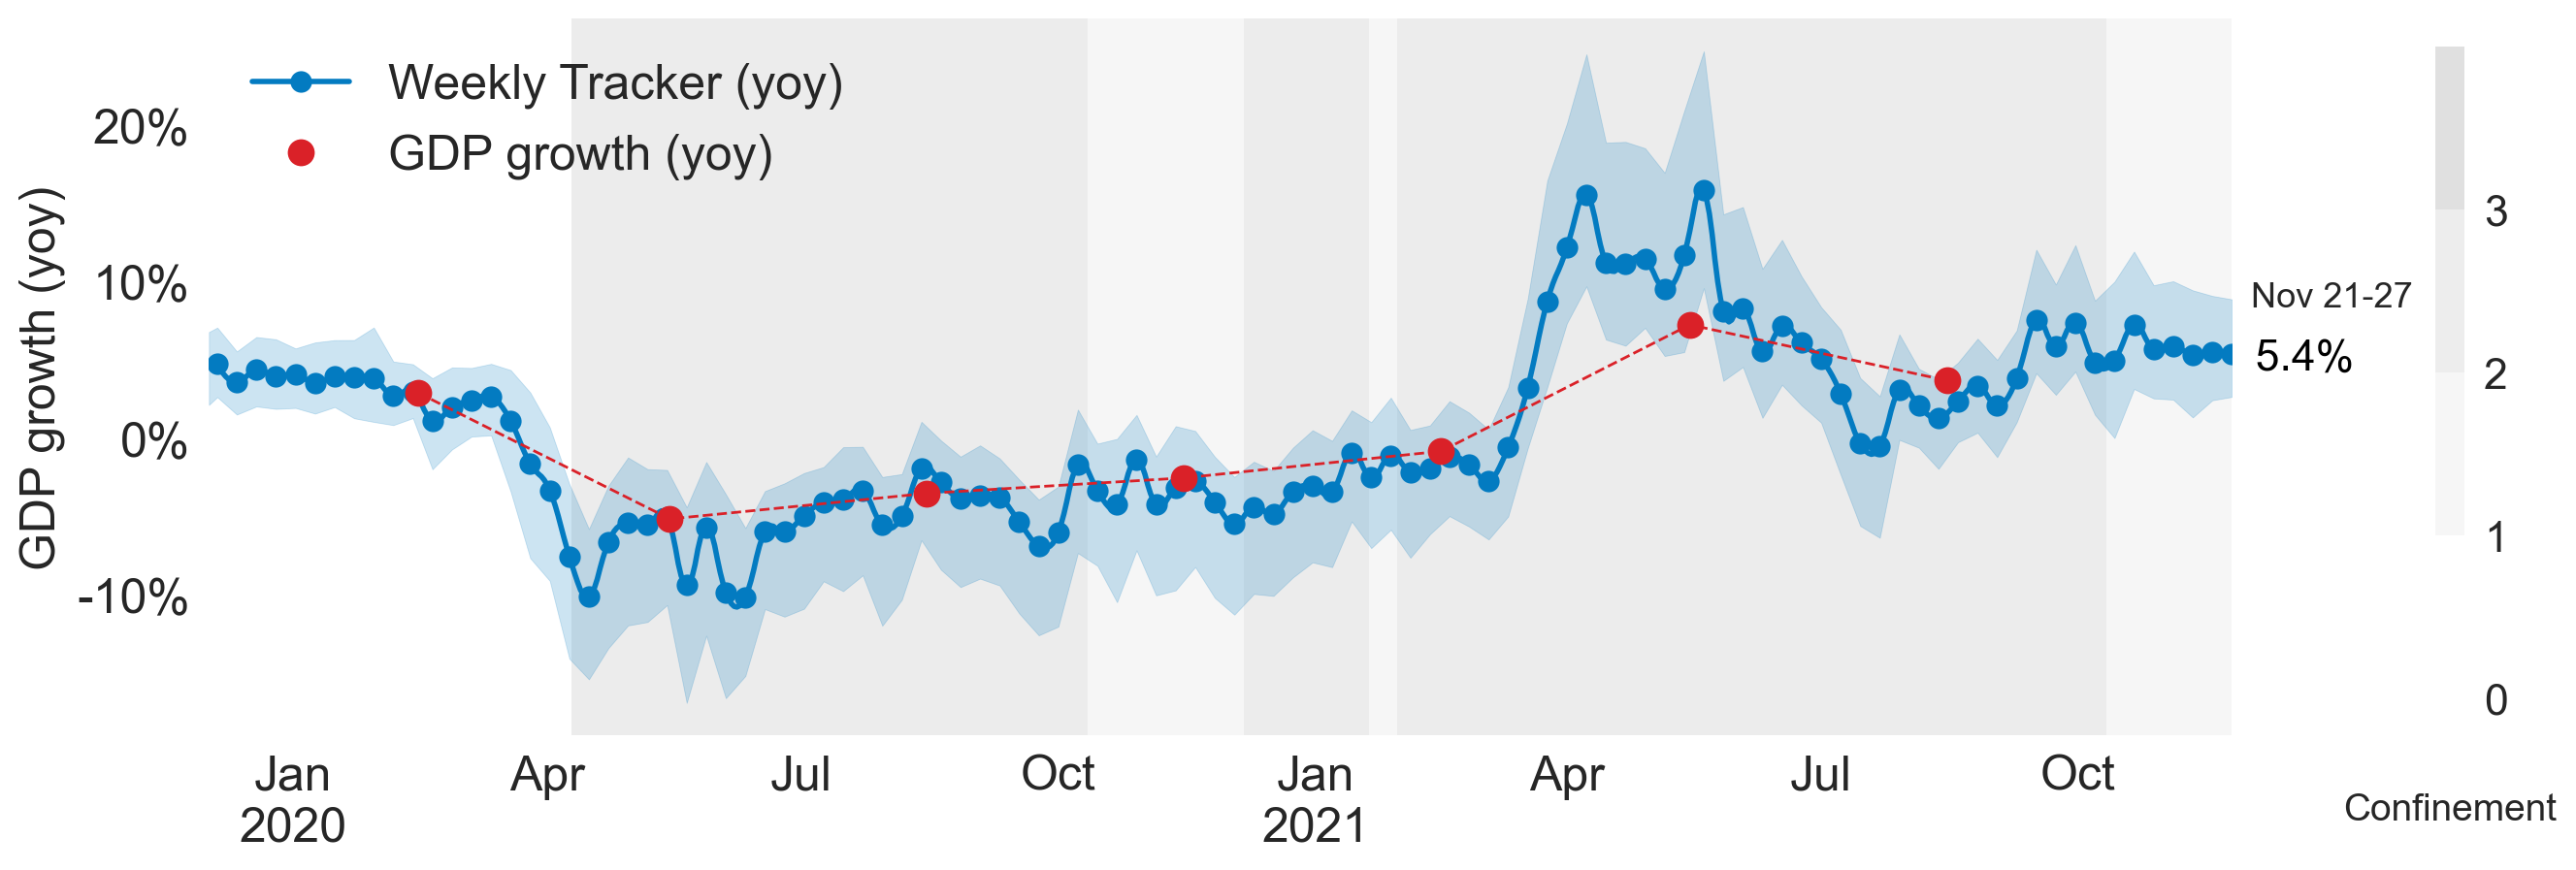 Weekly Tracker (yoy)
GDP growth (yoy)
GDP growth (yoy)
20%
10%
0%
-10%
Jan
2020
Apr
Jul
Oct
Jan
2021
Apr
Jul
Oct
Nov 21-27
5.4%
3
2
1
0
Confinement